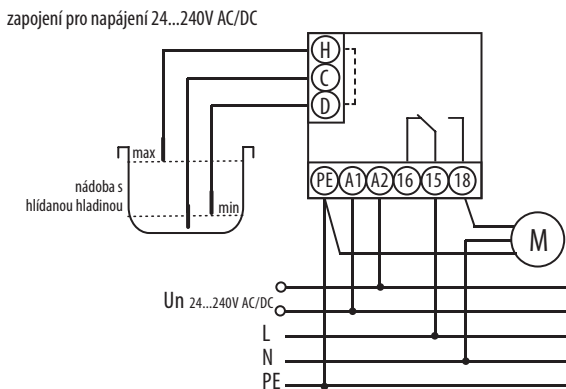 zapojení pro napájení 24...240V AC/DC
H
C
D
max
nádoba s
hlídanou hladinou
min
PE A1 A2 16 15 18
M
Un 24...240V AC/DC
L
N
PE